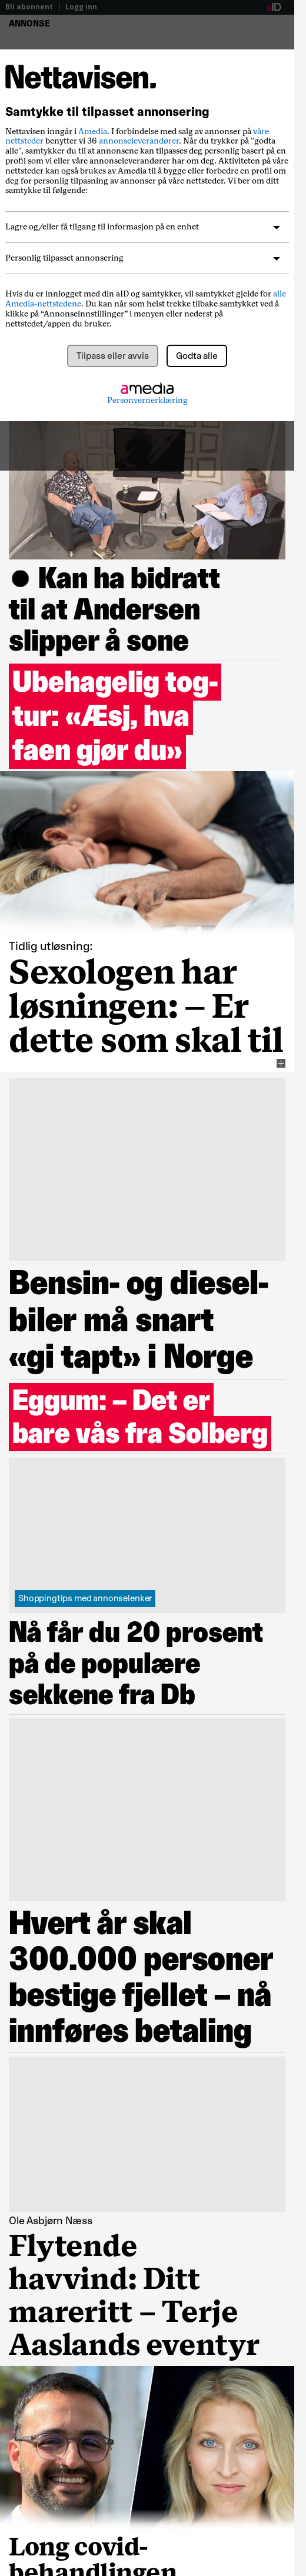 Bli abonnent | Logg inn
aID
ANNONSE
Nettavisen.
Samtykke til tilpasset annonsering
Nettavisen inngår i Amedia. I forbindelse med salg av annonser på våre
nettsteder benytter vi 36 annonseleverandører. Når du trykker på "godta
alle", samtykker du til at annonsene kan tilpasses deg personlig basert på en
profil som vi eller våre annonseleverandører har om deg. Aktiviteten på våre
nettsteder kan også brukes av Amedia til å bygge eller forbedre en profil om
deg for personlig tilpasning av annonser på våre nettsteder. Vi ber om ditt
samtykke til følgende:
Lagre og/eller få tilgang til informasjon på en enhet
Personlig tilpasset annonsering
Hvis du er innlogget med din aID og samtykker, vil samtykket gjelde for alle
Amedia-nettstedene. Du kan når som helst trekke tilbake samtykket ved å
klikke på “Annonseinnstillinger” i menyen eller nederst på
nettstedet/appen du bruker.
Tilpass eller avvis
Godta alle
amedia
Personvernerklæring
Kan ha bidratt
til at Andersen
slipper å sone
Ubehagelig tog-
tur: «Æsj, hva
faen gjør du»
Tidlig utløsning:
Sexologen har
løsningen: – Er
dette som skal til
Bensin- og diesel-
biler må snart
«gi tapt» i Norge
Eggum: – Det er
bare vås fra Solberg
Shoppingtips med annonselenker
Nå får du 20 prosent
på de populære
sekkene fra Db
Hvert år skal
300.000 personer
bestige fjellet – nå
innføres betaling
Ole Asbjørn Næss
Flytende
havvind: Ditt
mareritt – Terje
Aaslands eventyr
Long covid-
behandlingen